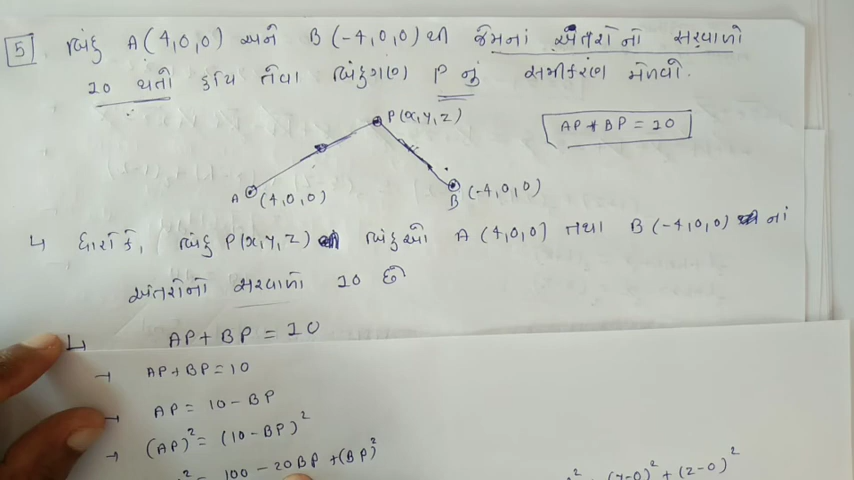 5 બિંદુ A(4,0,0) અને B(-4,0,0) થી જેમનાં અંતરોનો સરવાળો
10 થતો હોય તેવા બિંદુગણ P નું સમીકરણ મેળવો.
P(x,y,z)
AP + BP = 10
A (4,0,0)
B (-4,0,0)
↳ ધારો કે, બિંદુ P(x,y,z) બિંદુઓ A (4,0,0) તથા B(-4,0,0) નાં
અંતરોનો સરવાળો 10 છે
↳ AP + BP = 10
→ AP + BP = 10
→ AP = 10 - BP
→ (AP)² = (10 - BP)²
100 - 20BP + (BP)²
(y-0)² + (z-0)²